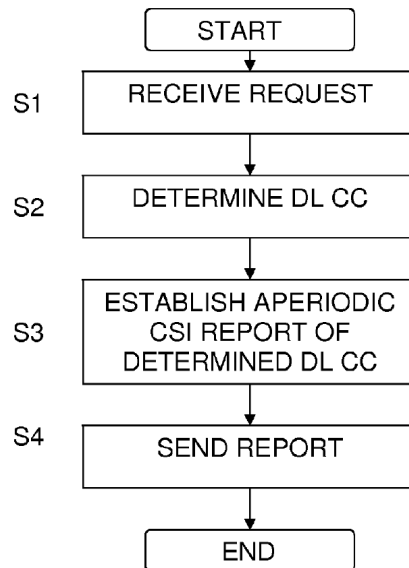 START
S1
RECEIVE REQUEST
S2
DETERMINE DL CC
S3
ESTABLISH APERIODIC
CSI REPORT OF
DETERMINED DL CC
S4
SEND REPORT
END